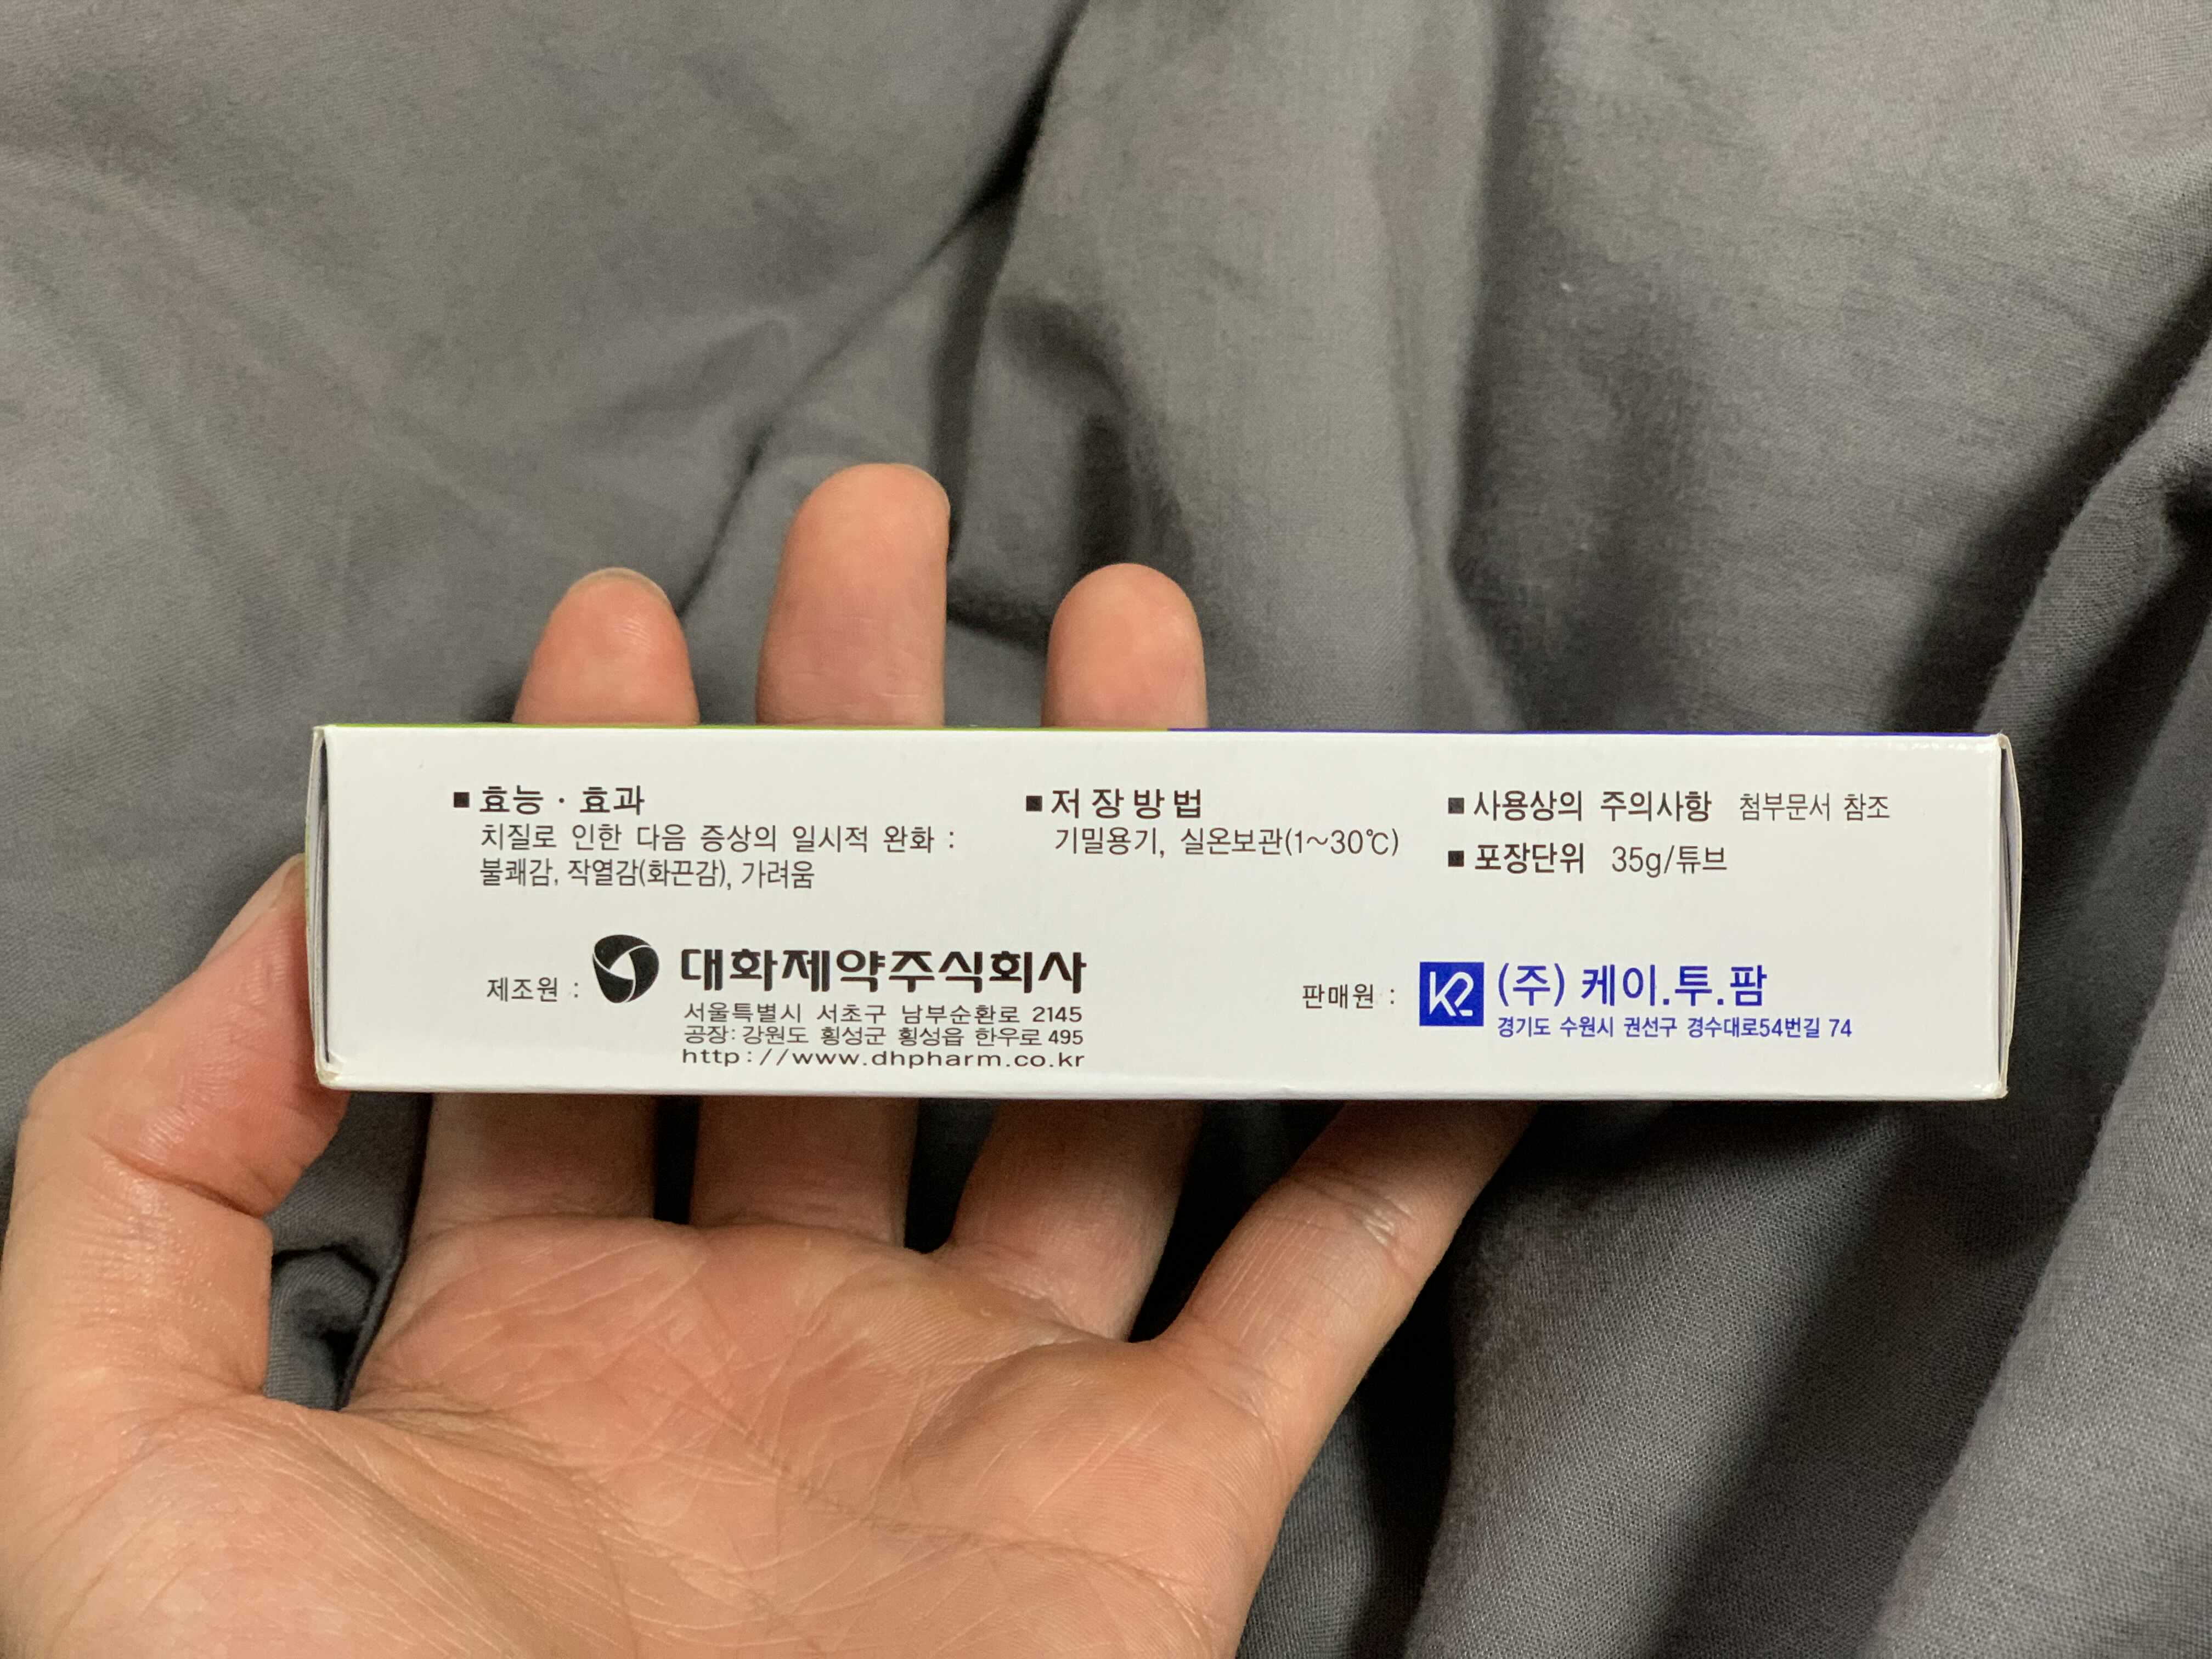 ■ 효능 · 효과
치질로 인한 다음 증상의 일시적 완화 :
불쾌감, 작열감(화끈감), 가려움
■ 저장방법
기밀용기, 실온보관(1~30℃)
■ 사용상의 주의사항 첨부문서 참조
■ 포장단위 35g/튜브
제조원 : 대화제약주식회사
서울특별시 서초구 남부순환로 2145
공장: 강원도 횡성군 횡성읍 한우로 495
http://www.dhpharm.co.kr
판매원 : K2 (주) 케이.투.팜
경기도 수원시 권선구 경수대로54번길 74